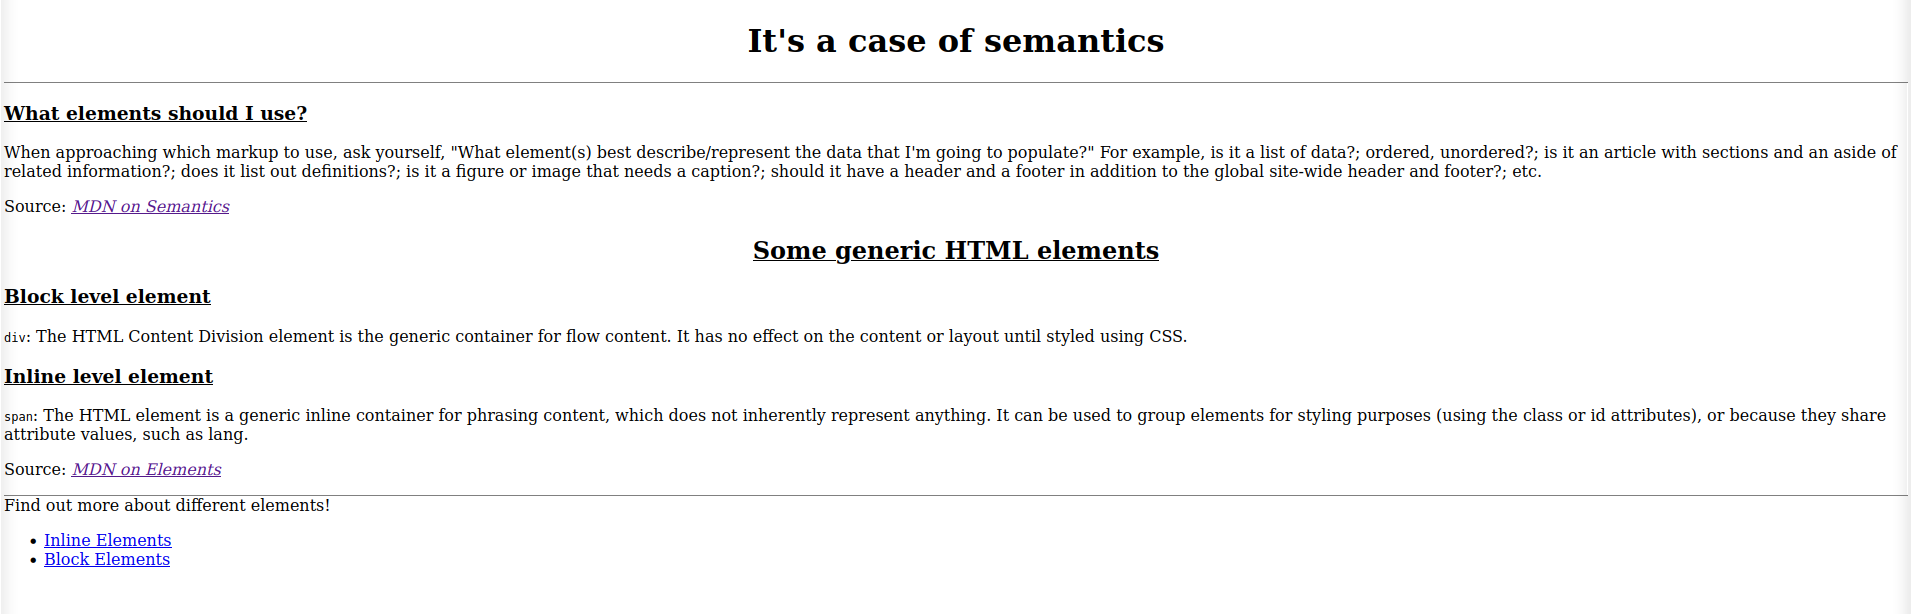 It's a case of semantics
What elements should I use?
When approaching which markup to use, ask yourself, "What element(s) best describe/represent the data that I'm going to populate?" For example, is it a list of data?; ordered, unordered?; is it an article with sections and an aside of
related information?; does it list out definitions?; is it a figure or image that needs a caption?; should it have a header and a footer in addition to the global site-wide header and footer?; etc.
Source: MDN on Semantics
Some generic HTML elements
Block level element
div: The HTML Content Division element is the generic container for flow content. It has no effect on the content or layout until styled using CSS.
Inline level element
span: The HTML element is a generic inline container for phrasing content, which does not inherently represent anything. It can be used to group elements for styling purposes (using the class or id attributes), or because they share
attribute values, such as lang.
Source: MDN on Elements
Find out more about different elements!
• Inline Elements
• Block Elements